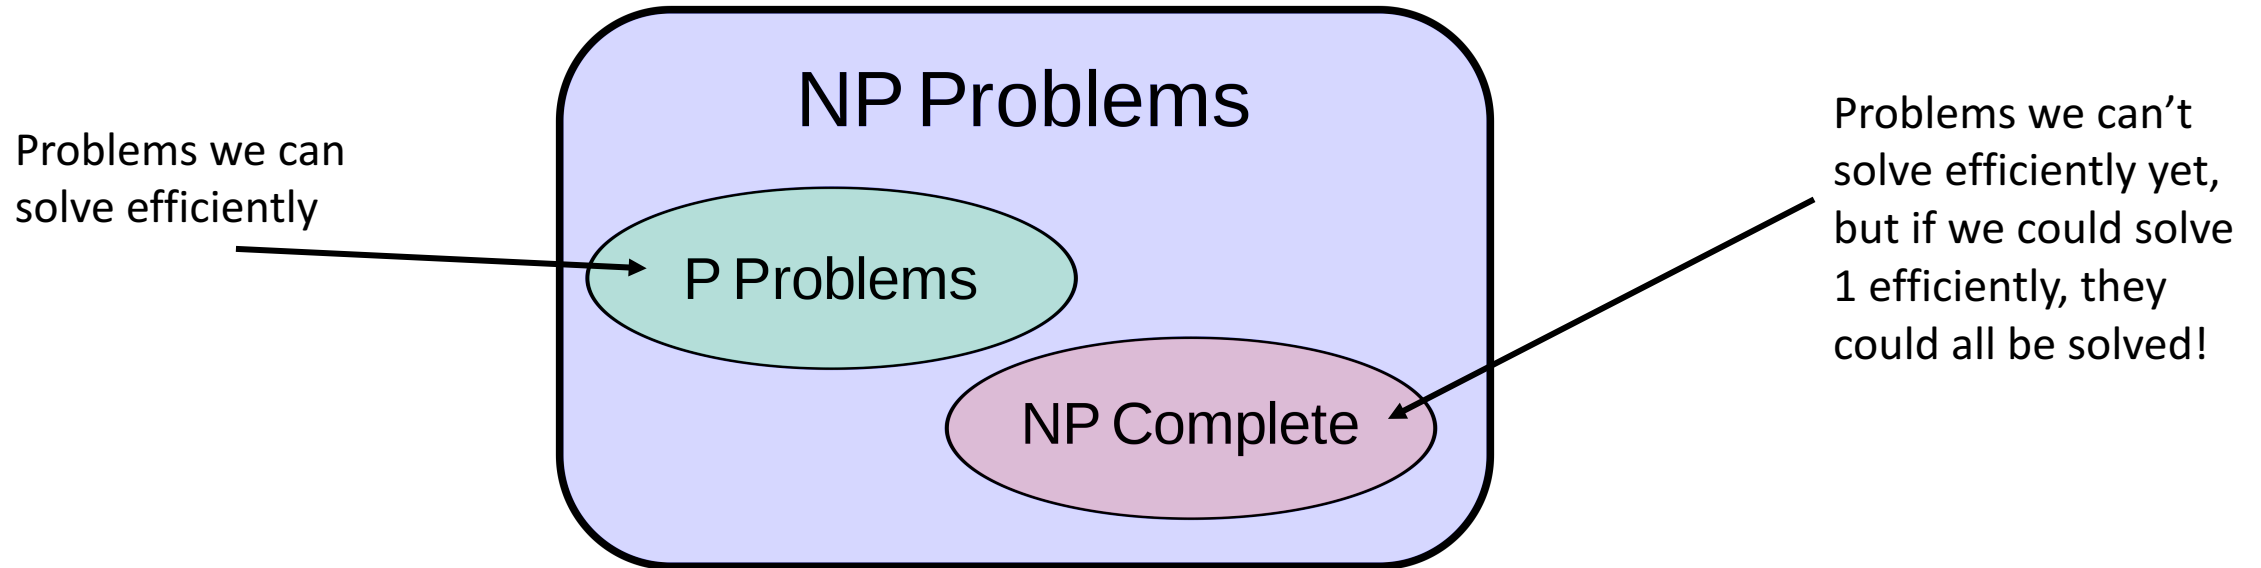 NP Problems
Problems we can
solve efficiently
P Problems
NP Complete
Problems we can’t
solve efficiently yet,
but if we could solve
1 efficiently, they
could all be solved!